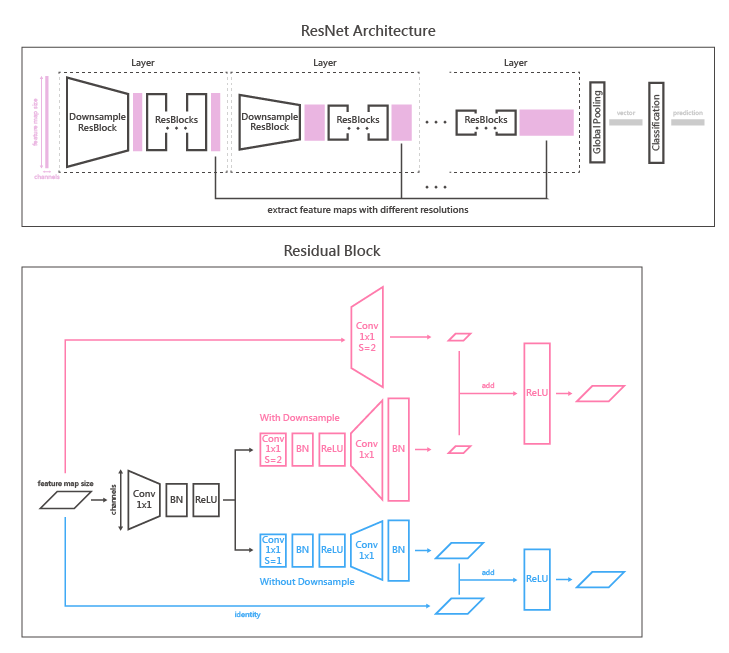 ResNet Architecture
Layer
Layer
Layer
feature map size
channels
Downsample
ResBlock
ResBlocks
Downsample
ResBlock
ResBlocks
ResBlocks
Global Pooling
vector
Classification
prediction
extract feature maps with different resolutions
Residual Block
Conv
1x1
S=2
add
ReLU
With Downsample
Conv
1x1
S=2
BN
ReLU
Conv
1x1
BN
feature map size
channels
Conv
1x1
BN
ReLU
Conv
1x1
S=1
BN
ReLU
Conv
1x1
BN
Without Downsample
add
ReLU
identity